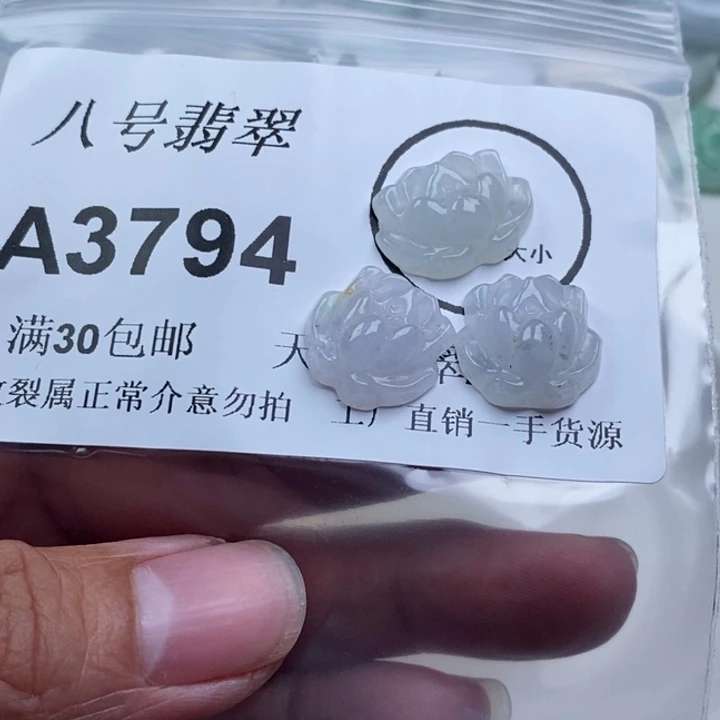 八号翡翠
A3794
大小
满30包邮
天
裂属正常介意勿拍 工厂直销一手货源